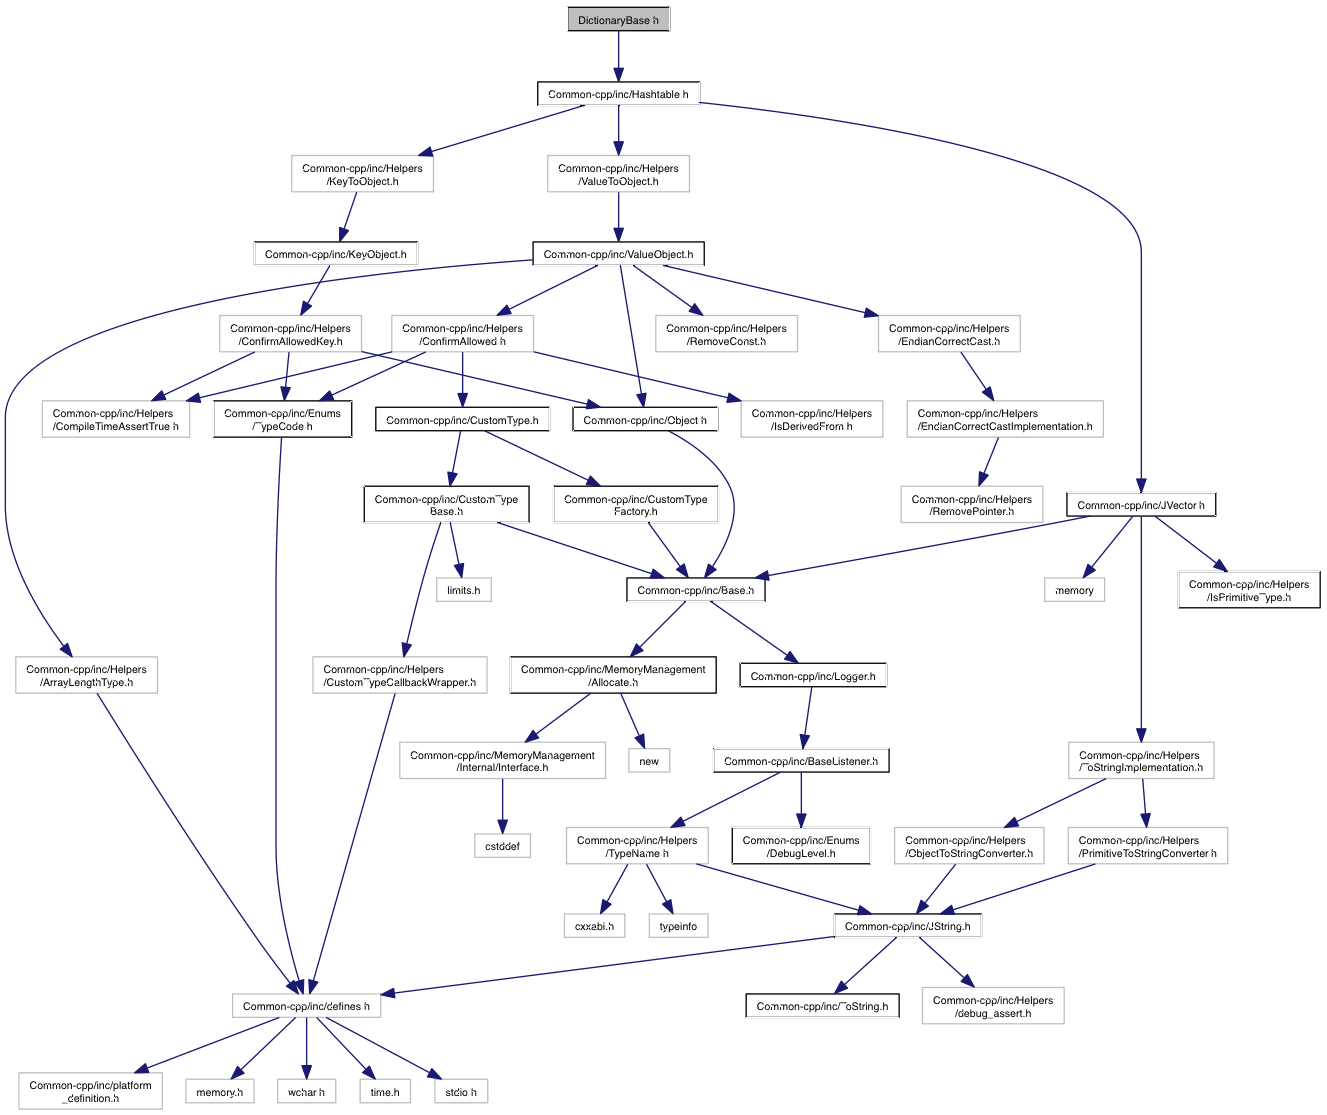 DictionaryBase.h
Common-cpp/inc/Hashtable.h
Common-cpp/inc/Helpers
/KeyToObject.h
Common-cpp/inc/Helpers
/ValueToObject.h
Common-cpp/inc/KeyObject.h
Common-cpp/inc/ValueObject.h
Common-cpp/inc/Helpers
/ConfirmAllowedKey.h
Common-cpp/inc/Helpers
/ConfirmAllowed.h
Common-cpp/inc/Helpers
/RemoveConst.h
Common-cpp/inc/Helpers
/EndianCorrectCast.h
Common-cpp/inc/Helpers
/CompileTimeAssertTrue.h
Common-cpp/inc/Enums
/TypeCode.h
Common-cpp/inc/CustomType.h
Common-cpp/inc/Object.h
Common-cpp/inc/Helpers
/IsDerivedFrom.h
Common-cpp/inc/Helpers
/EndianCorrectCastImplementation.h
Common-cpp/inc/CustomType
Base.h
Common-cpp/inc/CustomType
Factory.h
Common-cpp/inc/Helpers
/RemovePointer.h
Common-cpp/inc/JVector.h
limits.h
Common-cpp/inc/Base.h
memory
Common-cpp/inc/Helpers
/IsPrimitiveType.h
Common-cpp/inc/Helpers
/ArrayLengthType.h
Common-cpp/inc/Helpers
/CustomTypeCallbackWrapper.h
Common-cpp/inc/MemoryManagement
/Allocate.h
Common-cpp/inc/Logger.h
Common-cpp/inc/MemoryManagement
/Internal/Interface.h
new
Common-cpp/inc/BaseListener.h
Common-cpp/inc/Helpers
/ToStringImplementation.h
cstddef
Common-cpp/inc/Helpers
/TypeName.h
Common-cpp/inc/Enums
/DebugLevel.h
Common-cpp/inc/Helpers
/ObjectToStringConverter.h
Common-cpp/inc/Helpers
/PrimitiveToStringConverter.h
cxxabi.h
typeinfo
Common-cpp/inc/JString.h
Common-cpp/inc/defines.h
Common-cpp/inc/ToString.h
Common-cpp/inc/Helpers
/debug_assert.h
Common-cpp/inc/platform
_definition.h
memory.h
wchar.h
time.h
stdio.h